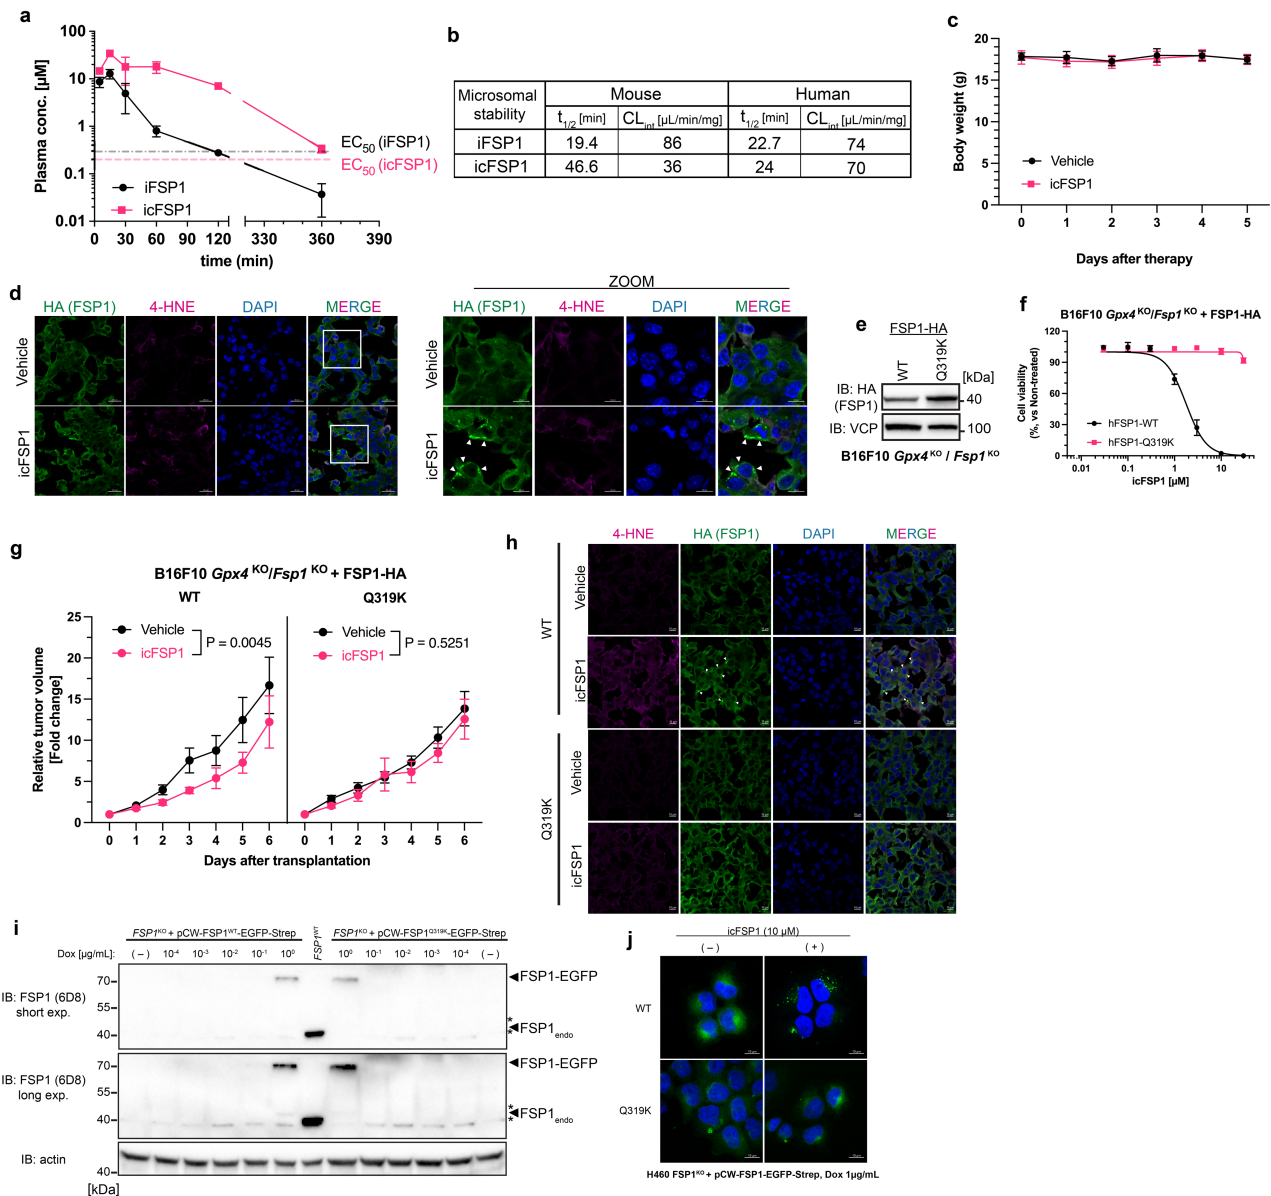 a
Plasma conc. [µM]
100
10
1
0.1
0.01
iFSP1
icFSP1
EC50 (iFSP1)
EC50 (icFSP1)
0 30 60 90 120 330 360 390
time (min)
b
Microsomal stability
Mouse Human
t1/2 [min] CLint [µL/min/mg] t1/2 [min] CLint [µL/min/mg]
iFSP1 19.4 86 22.7 74
icFSP1 46.6 36 24 70
c
Body weight (g)
20
15
10
5
0
Vehicle
icFSP1
0 1 2 3 4 5
Days after therapy
d
ZOOM
HA (FSP1) 4-HNE DAPI MERGE HA (FSP1) 4-HNE DAPI MERGE
Vehicle
icFSP1
Vehicle
icFSP1
e
FSP1-HA
WT Q319K
[kDa]
IB: HA (FSP1)
40
IB: VCP
100
B16F10 Gpx4 KO / Fsp1 KO
f
B16F10 Gpx4 KO/Fsp1 KO + FSP1-HA
Cell viability
(%, vs Non-treated)
120
90
60
30
0
hFSP1-WT
hFSP1-Q319K
0.01 0.1 1 10
icFSP1 [µM]
g
B16F10 Gpx4 KO/Fsp1 KO + FSP1-HA
WT Q319K
Relative tumor volume
[Fold change]
25
20
15
10
5
0
Vehicle
icFSP1
P = 0.0045
Vehicle
icFSP1
P = 0.5251
0 1 2 3 4 5 6 0 1 2 3 4 5 6
Days after transplantation
h
4-HNE HA (FSP1) DAPI MERGE
WT
Vehicle
icFSP1
Q319K
Vehicle
icFSP1
i
FSP1KO + pCW-FSP1WT-EGFP-Strep
FSP1WT
FSP1KO + pCW-FSP1Q319K-EGFP-Strep
Dox [µg/mL]: (−) 10-4 10-3 10-2 10-1 100 100 10-1 10-2 10-3 10-4 (−)
IB: FSP1 (6D8)
short exp.
70
55
40
FSP1-EGFP
*
FSP1endo
*
IB: FSP1 (6D8)
long exp.
70
55
40
FSP1-EGFP
*
FSP1endo
*
IB: actin
40
[kDa]
j
icFSP1 (10 µM)
(−) (+)
WT
Q319K
H460 FSP1KO + pCW-FSP1-EGFP-Strep, Dox 1µg/mL